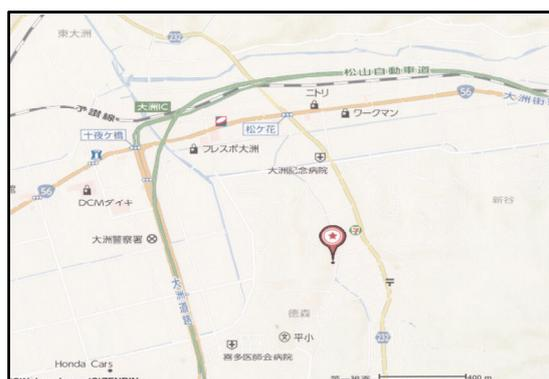 東大洲
232
松山自動車道
ニトリ
大洲IC
予讃線
56
大洲街
ワークマン
十夜ケ橋
松ケ花
フレスポ大洲
大洲記念病院
56
DCMダイキ
新谷
大洲警察署
大洲道路
徳森
平小
232
喜多医師会病院
Honda Cars
400 m